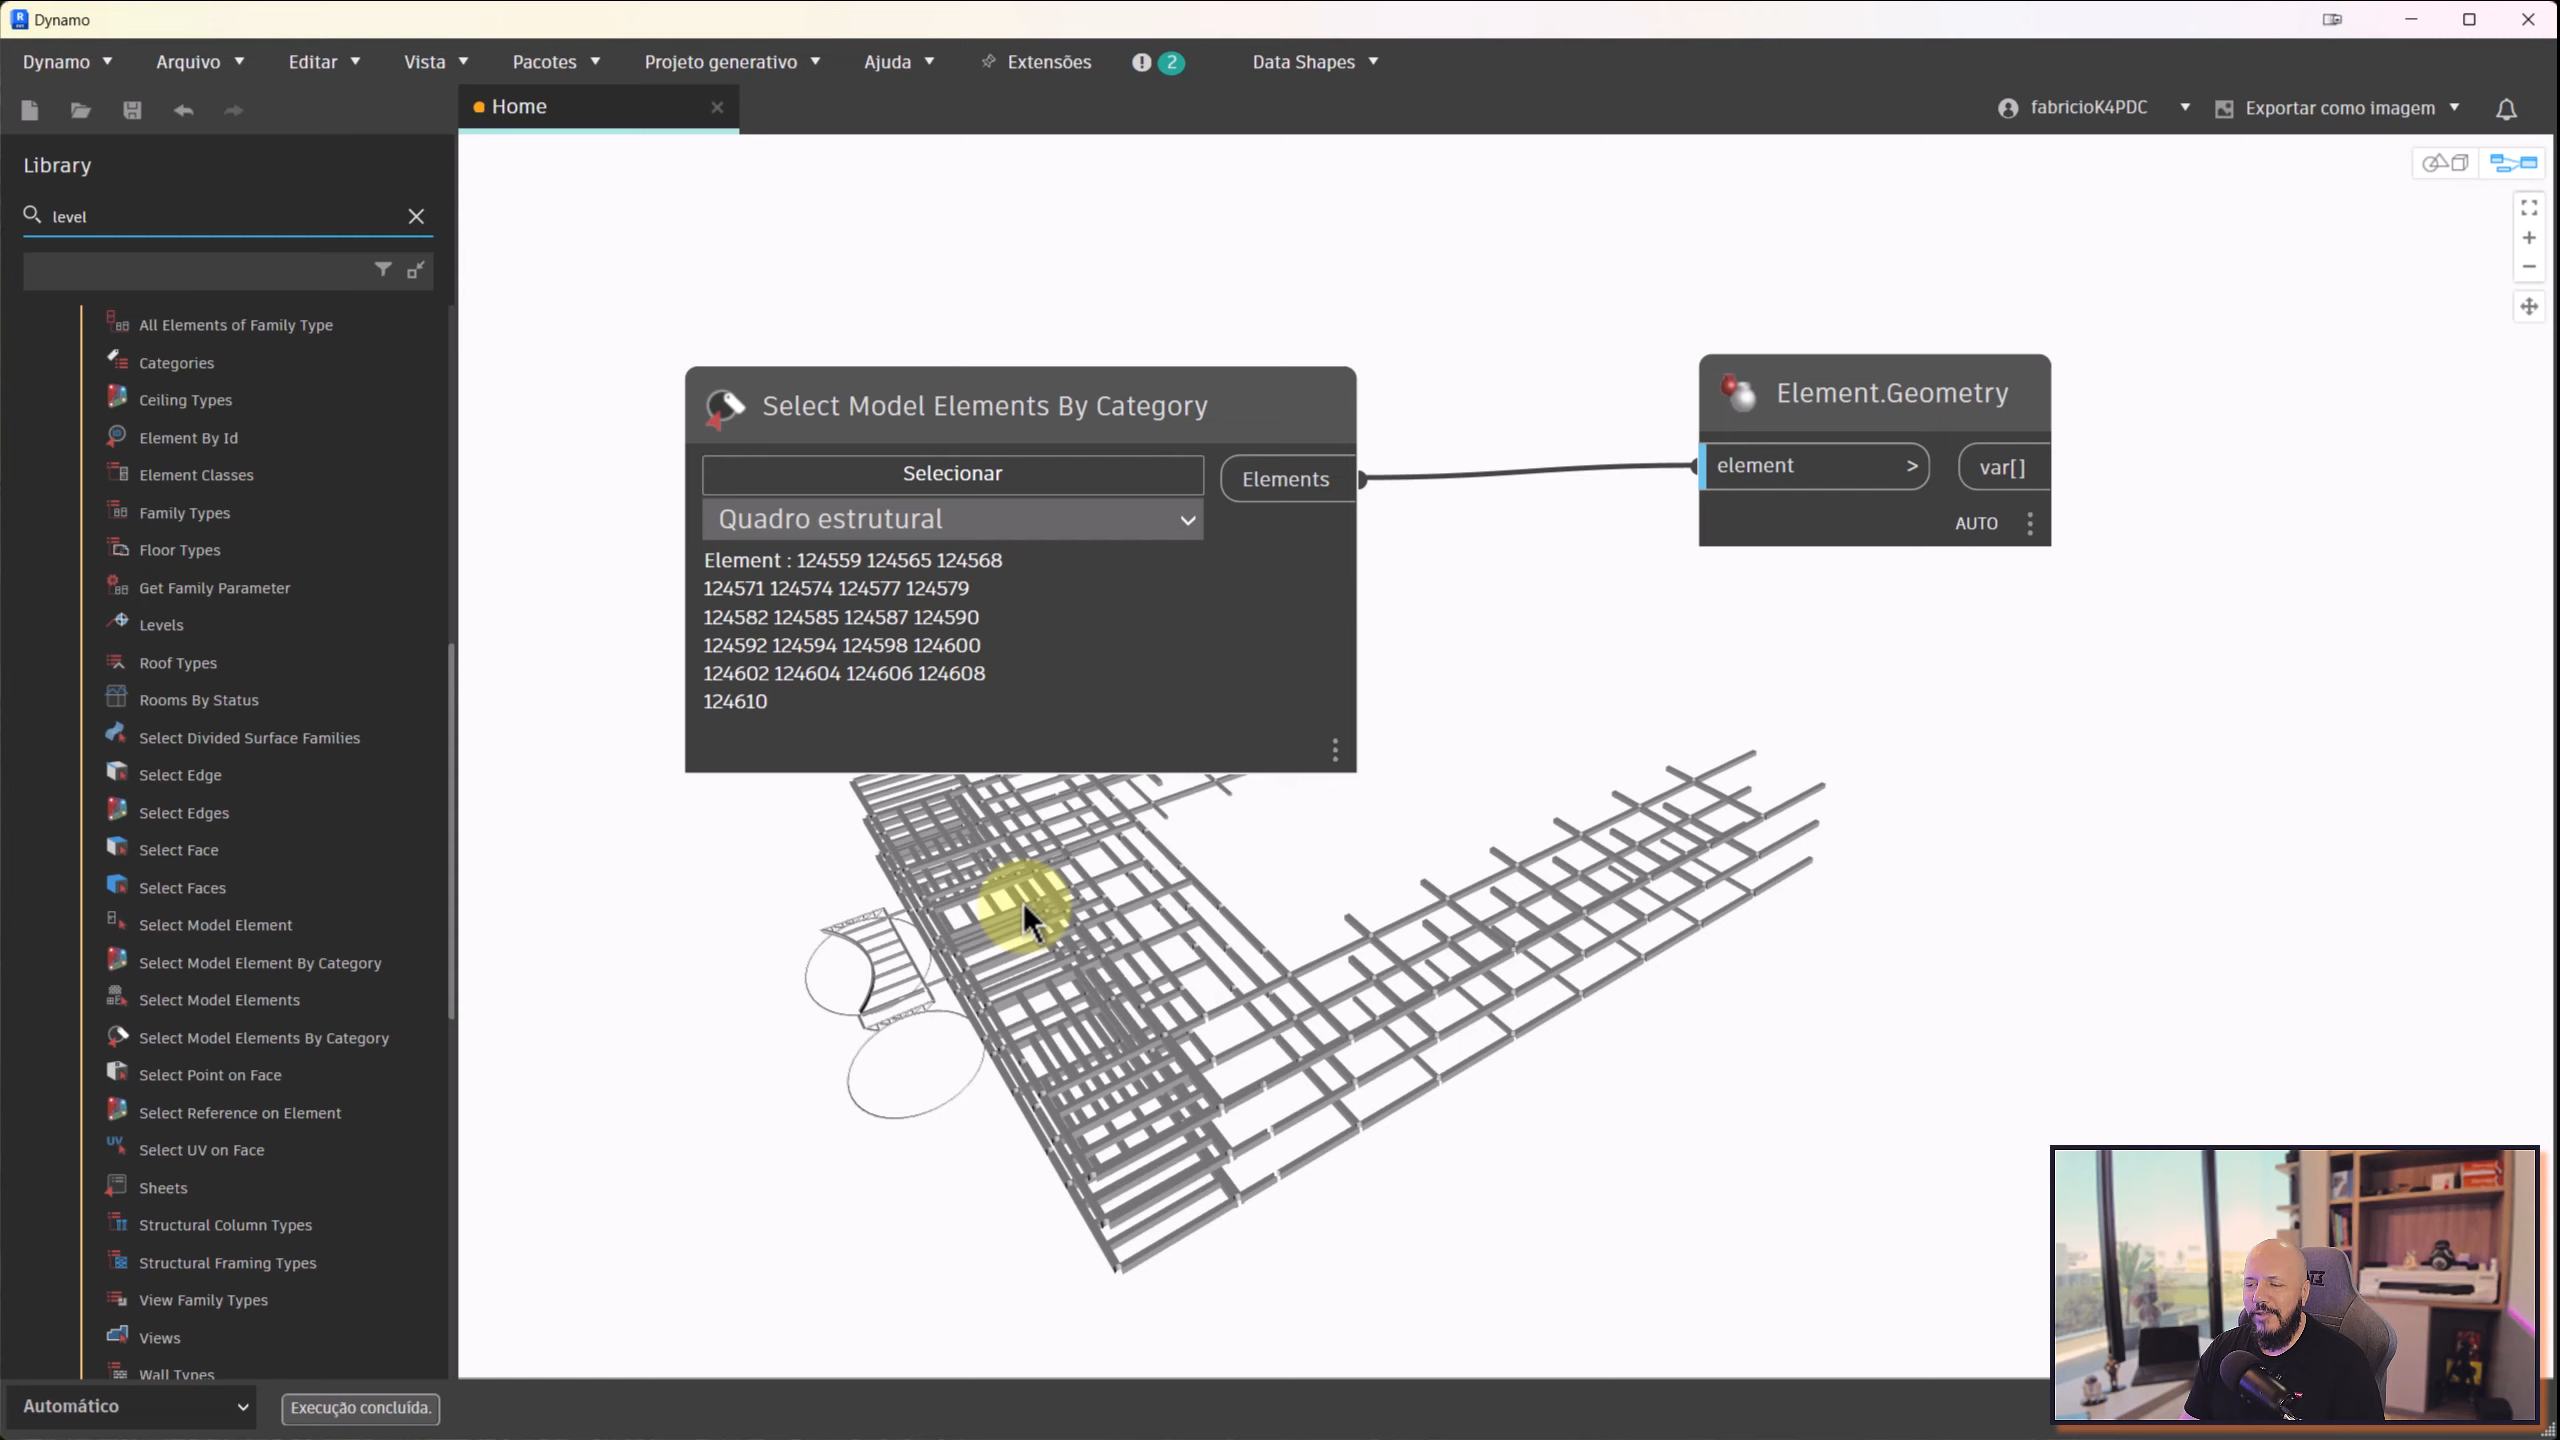 Dynamo
Dynamo Arquivo Editar Vista Pacotes Projeto generativo Ajuda Extensões 2 Data Shapes
Home
fabricioK4PDC Exportar como imagem
Library
level
All Elements of Family Type
Categories
Ceiling Types
Element By Id
Element Classes
Family Types
Floor Types
Get Family Parameter
Levels
Roof Types
Rooms By Status
Select Divided Surface Families
Select Edge
Select Edges
Select Face
Select Faces
Select Model Element
Select Model Element By Category
Select Model Elements
Select Model Elements By Category
Select Point on Face
Select Reference on Element
Select UV on Face
Sheets
Structural Column Types
Structural Framing Types
View Family Types
Views
Wall Types
Automático
Execução concluída.
Select Model Elements By Category
Selecionar
Elements
Quadro estrutural
Element : 124559 124565 124568
124571 124574 124577 124579
124582 124585 124587 124590
124592 124594 124598 124600
124602 124604 124606 124608
124610
Element.Geometry
element >
var[]
AUTO